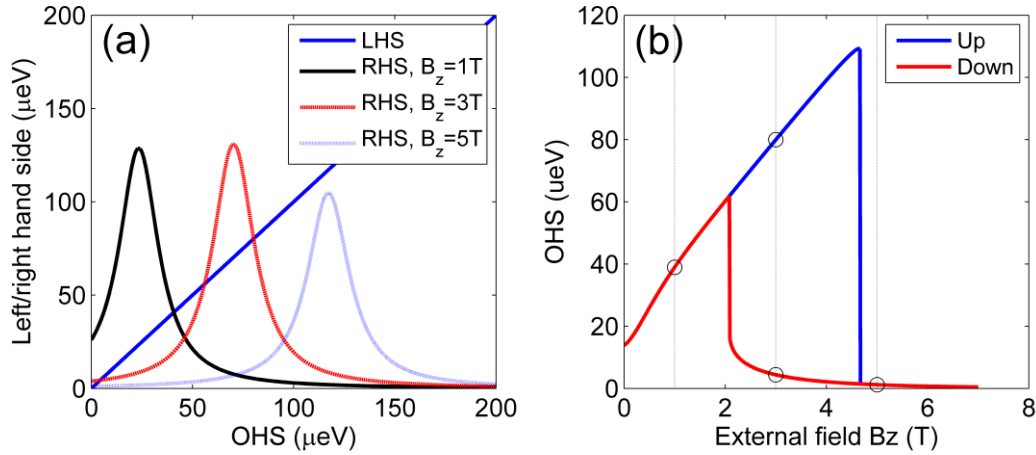 (a)
LHS
RHS, B_z=1T
RHS, B_z=3T
RHS, B_z=5T
200
150
100
50
0
0 50 100 150 200
Left/right hand side (μeV)
OHS (μeV)
(b)
Up
Down
120
100
80
60
40
20
0
0 2 4 6 8
OHS (ueV)
External field Bz (T)